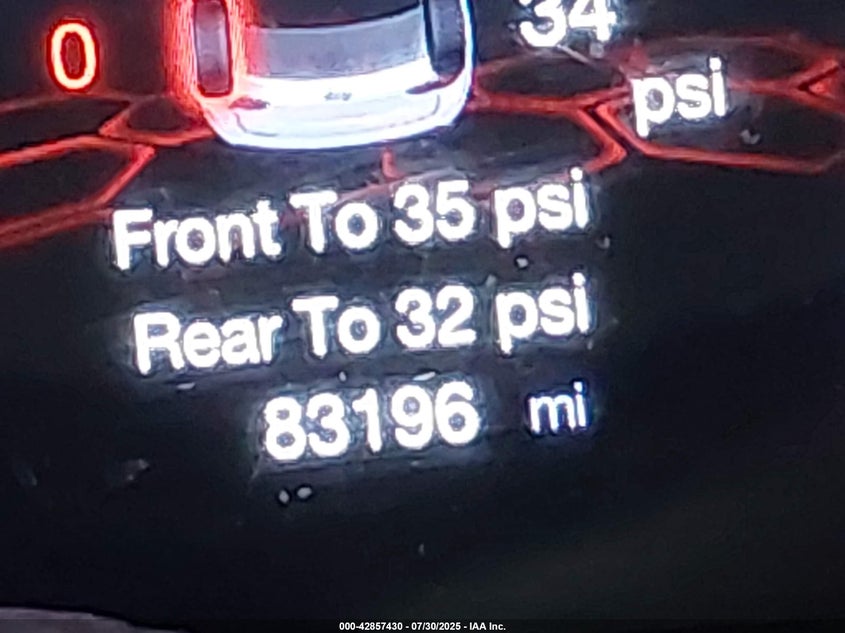 0
34
psi
Front To 35 psi
Rear To 32 psi
83196 mi
000-42857430 - 07/30/2025 - IAA Inc.